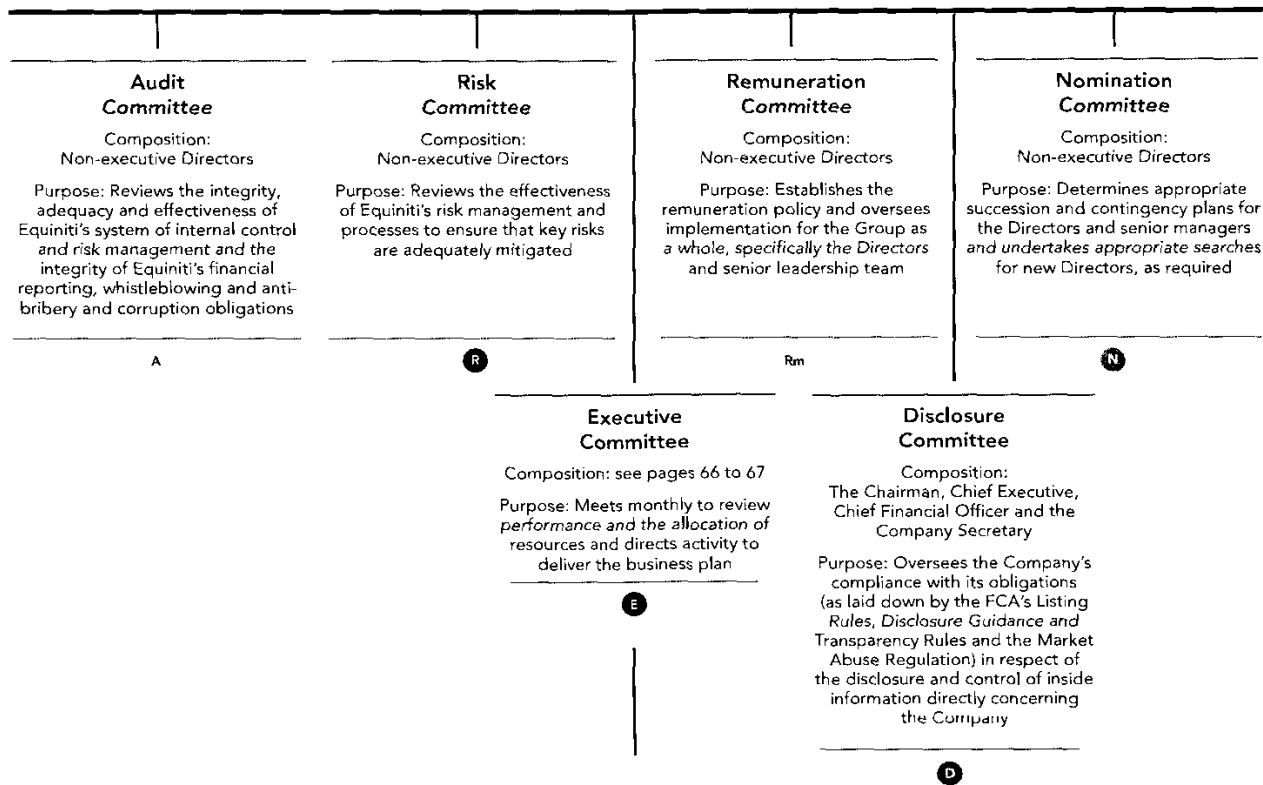 Audit
Committee
Composition:
Non-executive Directors
Purpose: Reviews the integrity,
adequacy and effectiveness of
Equiniti's system of internal control
and risk management and the
integrity of Equiniti's financial
reporting, whistleblowing and anti-
bribery and corruption obligations
A
Risk
Committee
Composition:
Non-executive Directors
Purpose: Reviews the effectiveness
of Equiniti's risk management and
processes to ensure that key risks
are adequately mitigated
R
Remuneration
Committee
Composition:
Non-executive Directors
Purpose: Establishes the
remuneration policy and oversees
implementation for the Group as
a whole, specifically the Directors
and senior leadership team
Rm
Nomination
Committee
Composition:
Non-executive Directors
Purpose: Determines appropriate
succession and contingency plans for
the Directors and senior managers
and undertakes appropriate searches
for new Directors, as required
N
Executive
Committee
Composition: see pages 66 to 67
Purpose: Meets monthly to review
performance and the allocation of
resources and directs activity to
deliver the business plan
E
Disclosure
Committee
Composition:
The Chairman, Chief Executive,
Chief Financial Officer and the
Company Secretary
Purpose: Oversees the Company's
compliance with its obligations
(as laid down by the FCA's Listing
Rules, Disclosure Guidance and
Transparency Rules and the Market
Abuse Regulation) in respect of
the disclosure and control of inside
information directly concerning
the Company
D